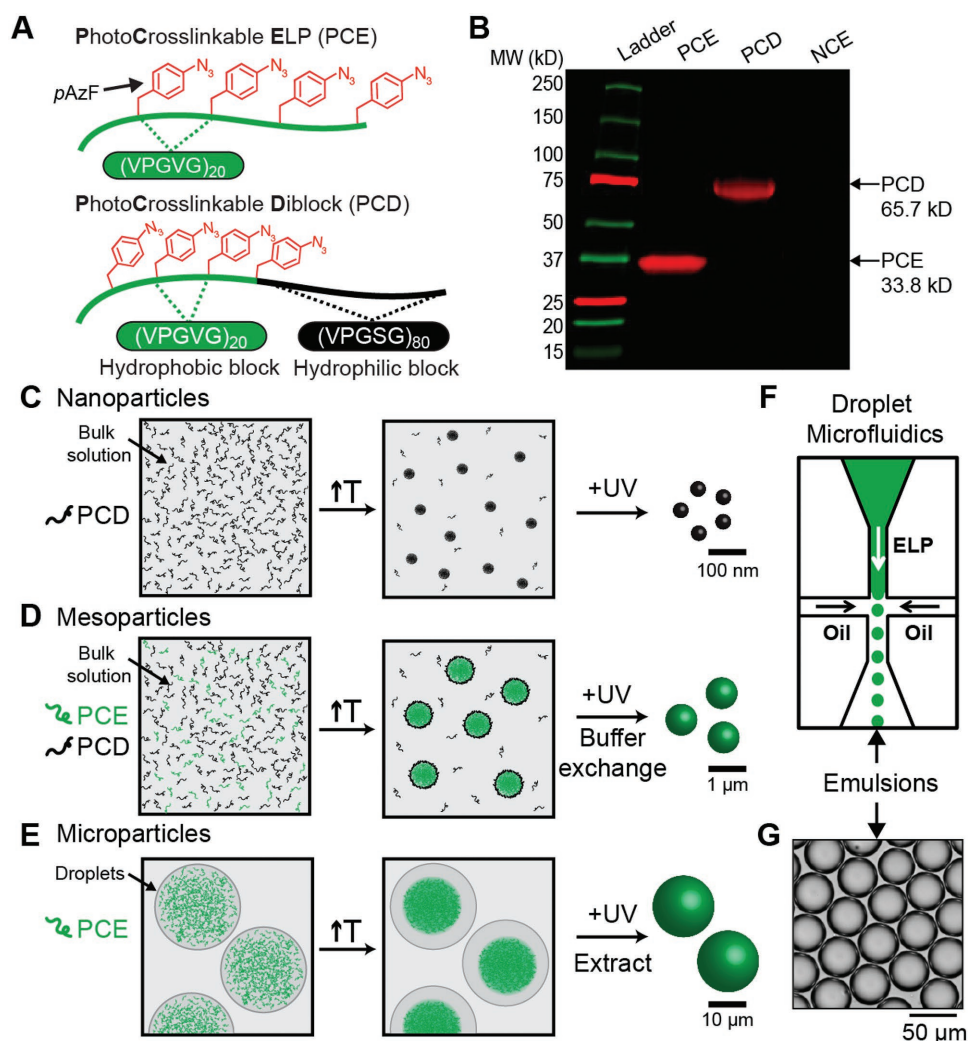 A
PhotoCrosslinkable ELP (PCE)
pAzF
N3
N3
N3
N3
(VPGVG)20
PhotoCrosslinkable Diblock (PCD)
N3
N3
N3
N3
(VPGVG)20
(VPGSG)80
Hydrophobic block
Hydrophilic block
B
MW (kD)
Ladder
PCE
PCD
NCE
250
150
100
75
50
37
25
20
15
PCD
65.7 kD
PCE
33.8 kD
C Nanoparticles
Bulk
solution
PCD
↑T
+UV
100 nm
D Mesoparticles
Bulk
solution
PCE
PCD
↑T
+UV
Buffer
exchange
1 µm
E Microparticles
Droplets
PCE
↑T
+UV
Extract
10 µm
F
Droplet
Microfluidics
ELP
Oil
Oil
Emulsions
G
50 µm